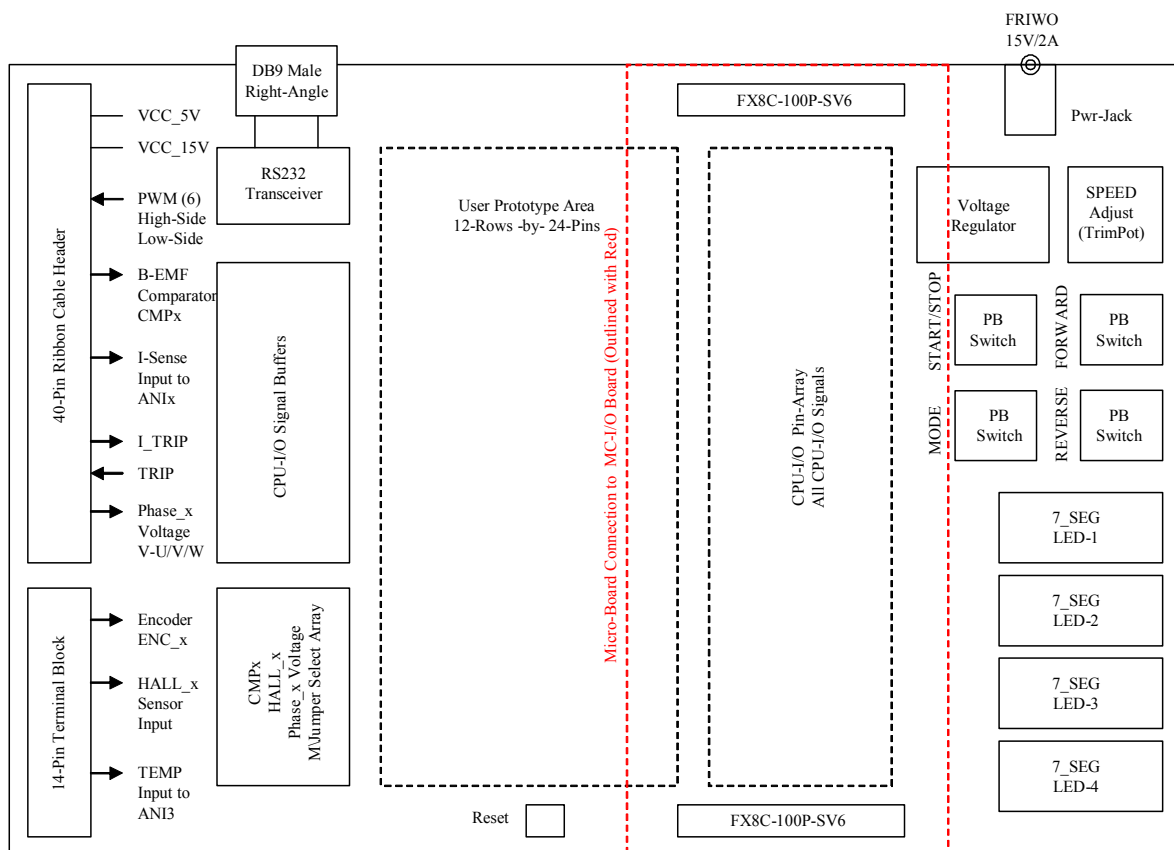 FRIWO
15V/2A
DB9 Male
Right-Angle
FX8C-100P-SV6
Pwr-Jack
40-Pin Ribbon Cable Header
VCC_5V
VCC_15V
PWM (6)
High-Side
Low-Side
B-EMF
Comparator
CMPx
I-Sense
Input to
ANIx
I_TRIP
TRIP
Phase_x
Voltage
V-U/V/W
RS232
Transceiver
CPU-I/O Signal Buffers
User Prototype Area
12-Rows -by- 24-Pins
Micro-Board Connection to  MC-I/O Board (Outlined with Red)
CPU-I/O  Pin-Array
All CPU-I/O Signals
Voltage
Regulator
SPEED
Adjust
(TrimPot)
START/STOP
PB
Switch
FORWARD
PB
Switch
MODE
PB
Switch
REVERSE
PB
Switch
7_SEG
LED-1
7_SEG
LED-2
7_SEG
LED-3
7_SEG
LED-4
14-Pin Terminal Block
Encoder
ENC_x
HALL_x
Sensor
Input
TEMP
Input to
ANI3
CMPx
HALL_x
Phase_x Voltage
M\Jumper Select Array
Reset
FX8C-100P-SV6